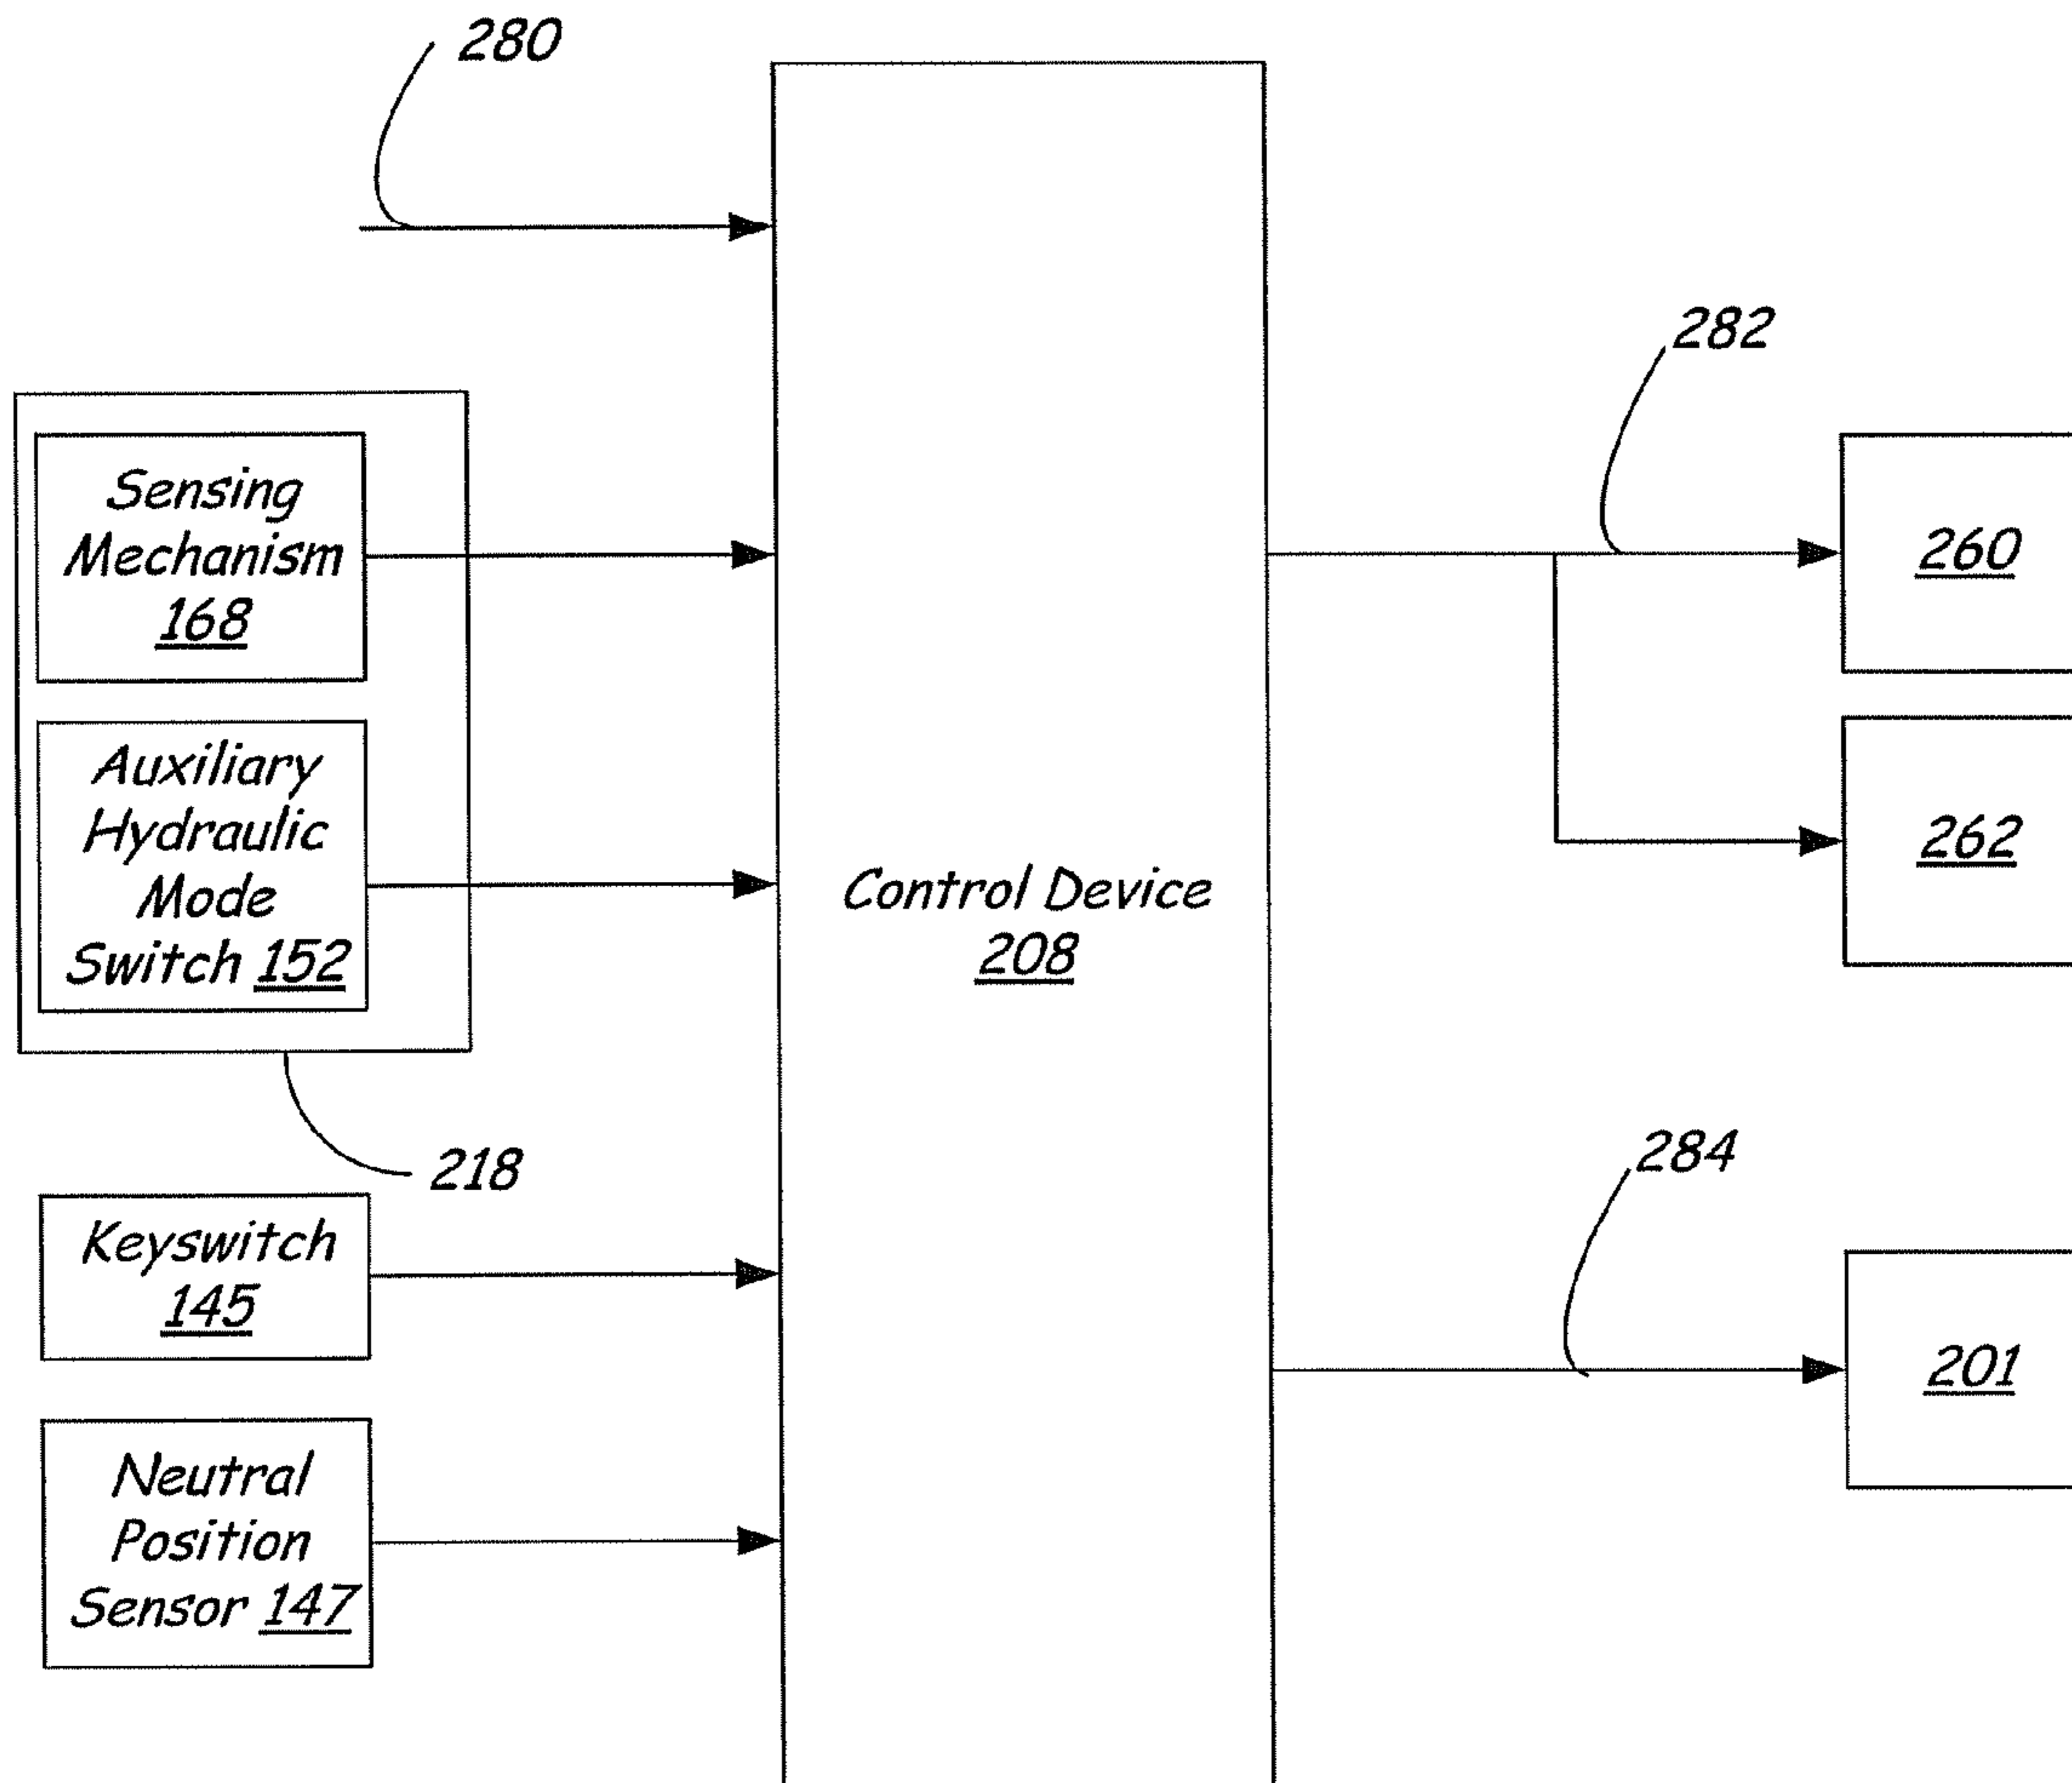 280
282
Sensing
Mechanism
168
260
Auxiliary
Hydraulic
Mode
Switch 152
262
Control Device
208
218
284
Keyswitch
145
201
Neutral
Position
Sensor 147